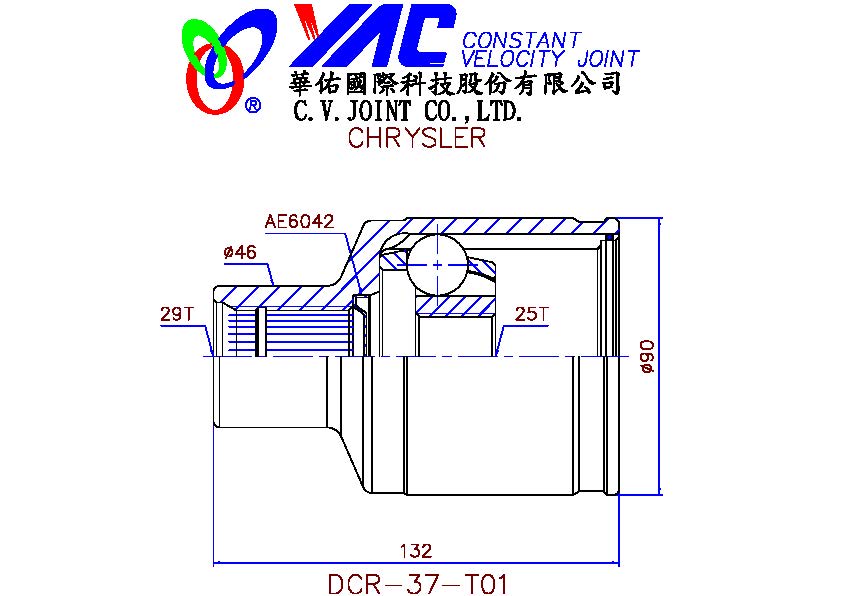 YAC CONSTANT
VELOCITY JOINT
®
華佑國際科技股份有限公司
C.V.JOINT CO.,LTD.
CHRYSLER
AE6042
ø46
29T
25T
ø90
132
DCR-37-T01